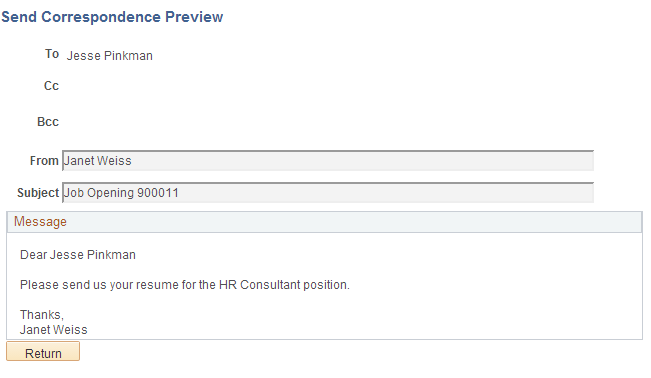 Send Correspondence Preview
To Jesse Pinkman
Cc
Bcc
From Janet Weiss
Subject Job Opening 900011
Message
Dear Jesse Pinkman
Please send us your resume for the HR Consultant position.
Thanks,
Janet Weiss
Return